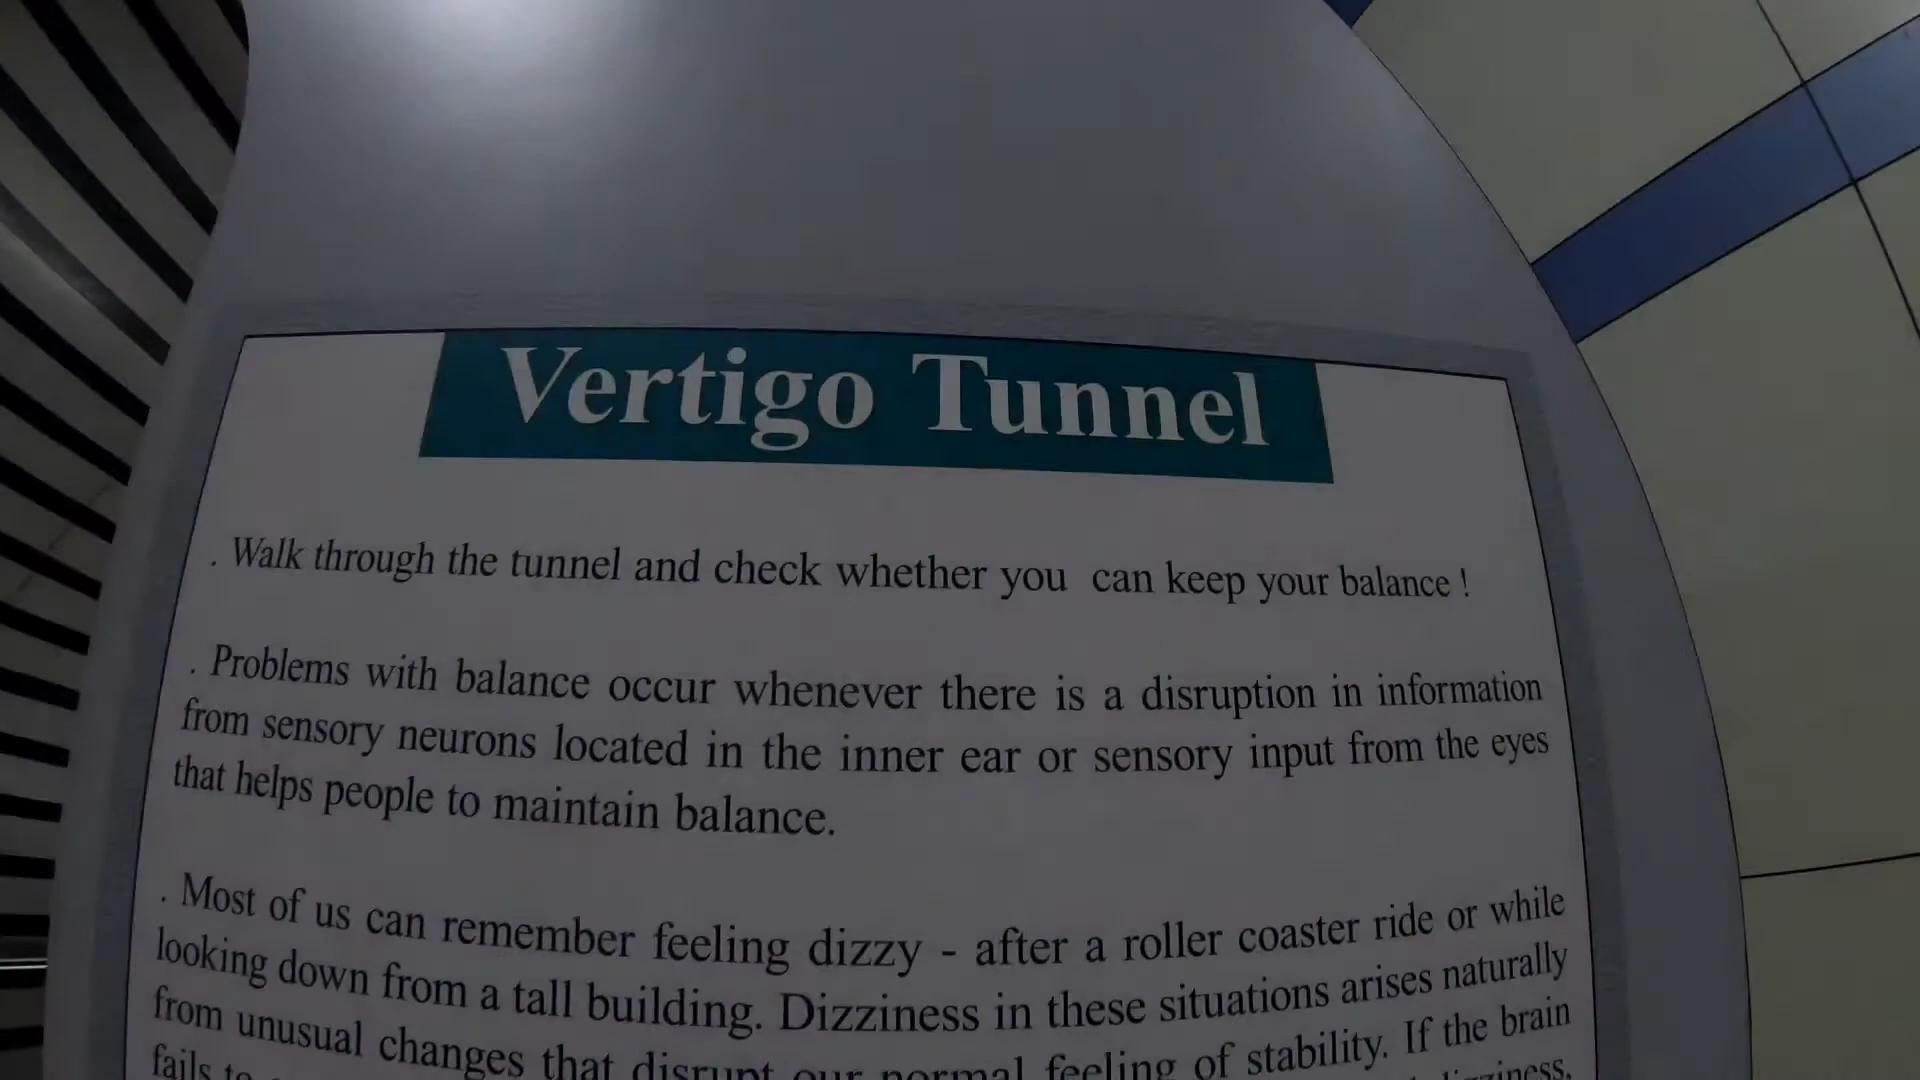 Vertigo Tunnel
. Walk through the tunnel and check whether you can keep your balance !
. Problems with balance occur whenever there is a disruption in information
from sensory neurons located in the inner ear or sensory input from the eyes
that helps people to maintain balance.
. Most of us can remember feeling dizzy - after a roller coaster ride or while
looking down from a tall building. Dizziness in these situations arises naturally
from unusual changes that disrupt our normal feeling of stability. If the brain
fails to